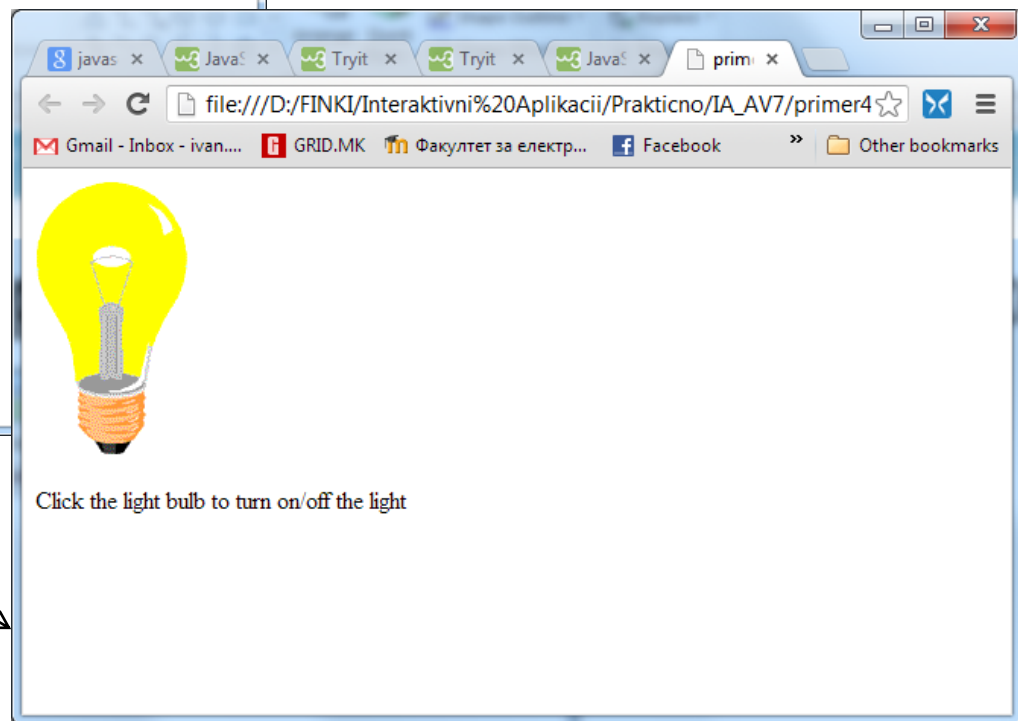 javas JavaS Tryit Tryit JavaS prim
file:///D:/FINKI/Interaktivni%20Aplikacii/Prakticno/IA_AV7/primer4
Gmail - Inbox - ivan.... GRID.MK Факултет за електр... Facebook » Other bookmarks
Click the light bulb to turn on/off the light